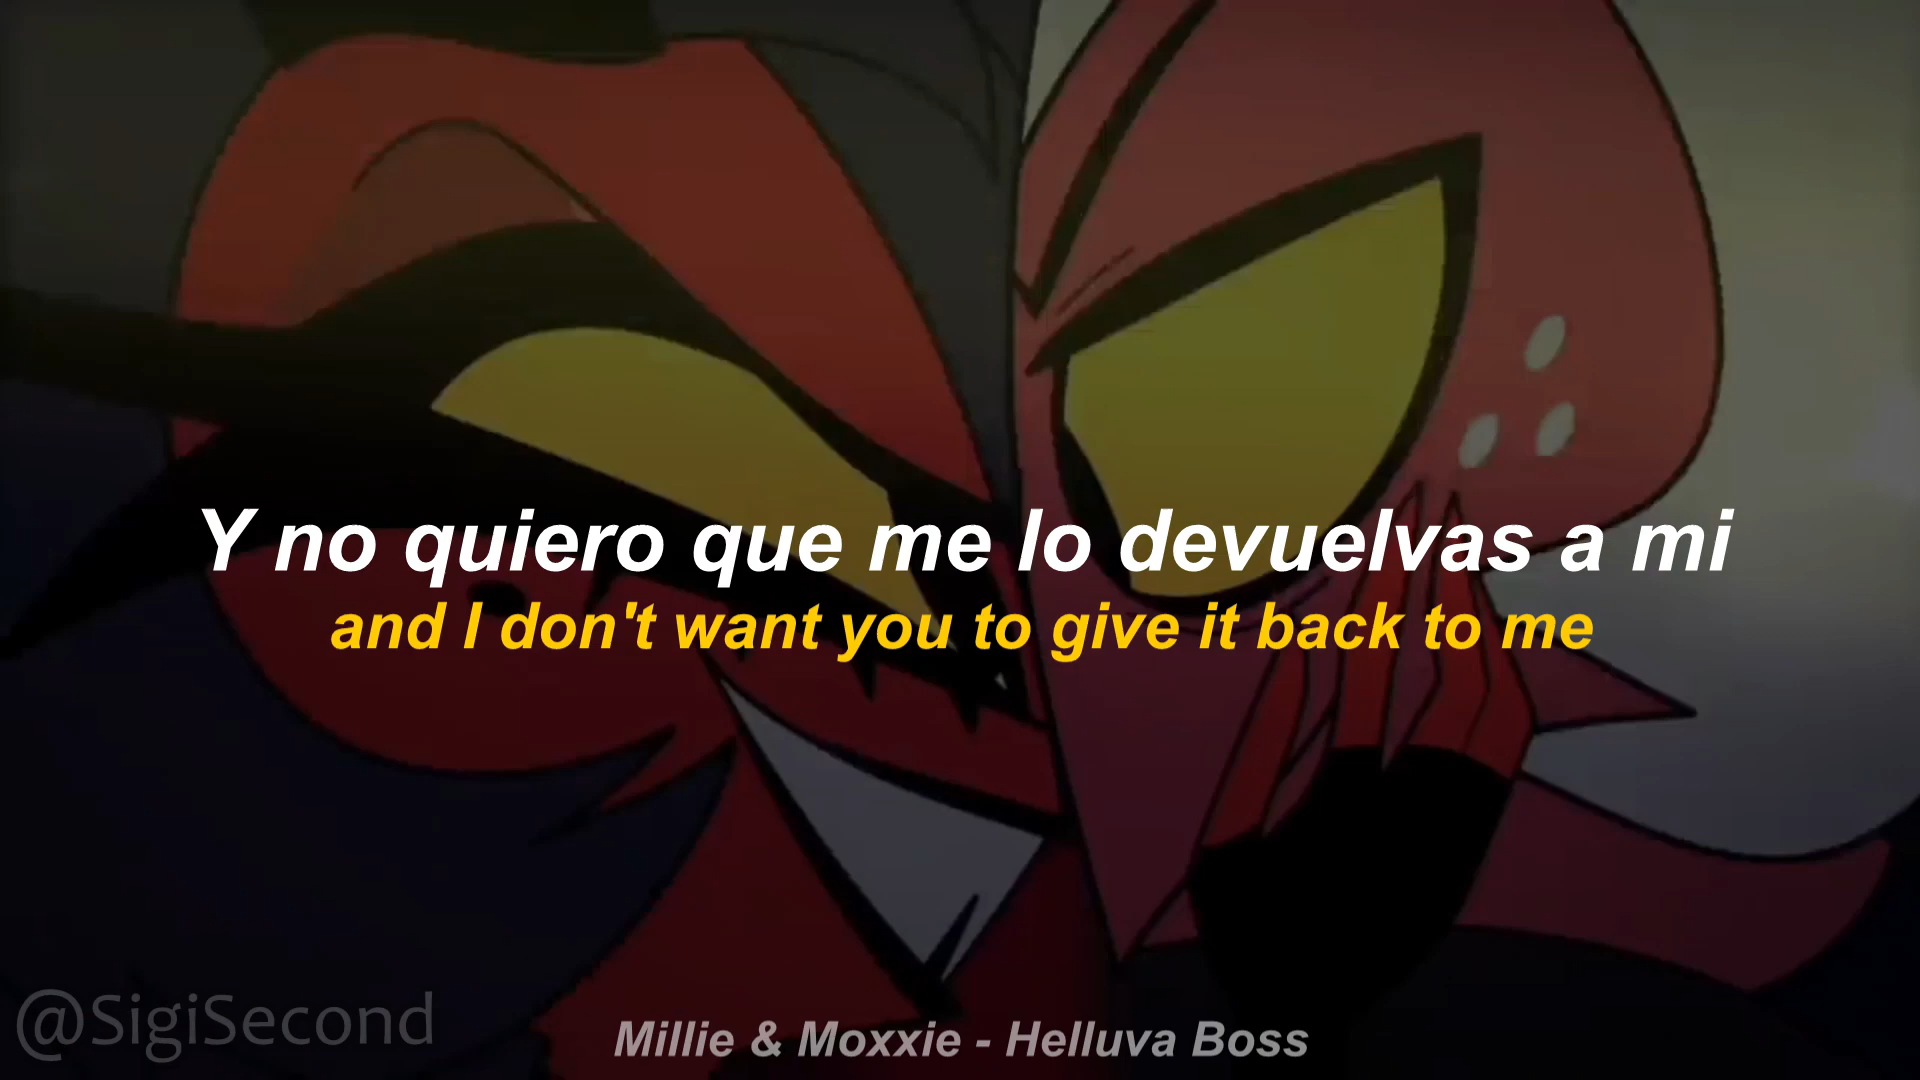 Y no quiero que me lo devuelvas a mi
and I don't want you to give it back to me
@SigiSecond
Millie & Moxxie - Helluva Boss